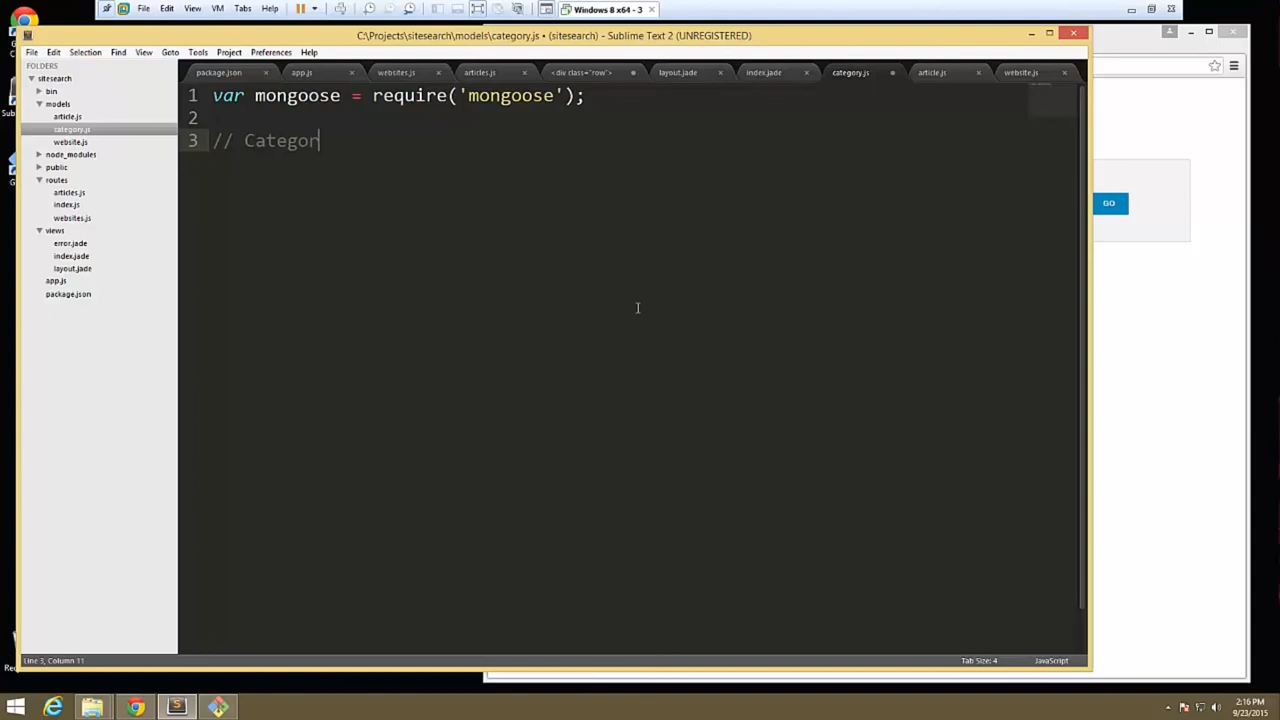 File Edit View VM Tabs Help
Windows 8 x64 - 3
C:\Projects\sitesearch\models\category.js • (sitesearch) - Sublime Text 2 (UNREGISTERED)
File Edit Selection Find View Goto Tools Project Preferences Help
FOLDERS
sitesearch
bin
models
article.js
category.js
website.js
node_modules
public
routes
articles.js
index.js
websites.js
views
error.jade
index.jade
layout.jade
app.js
package.json
package.json app.js websites.js articles.js <div class="row"> layout.jade index.jade category.js article.js website.js
1 var mongoose = require('mongoose');
2
3 // Categor
GO
Line 3, Column 11
Tab Size: 4 JavaScript
2:16 PM
9/23/2015